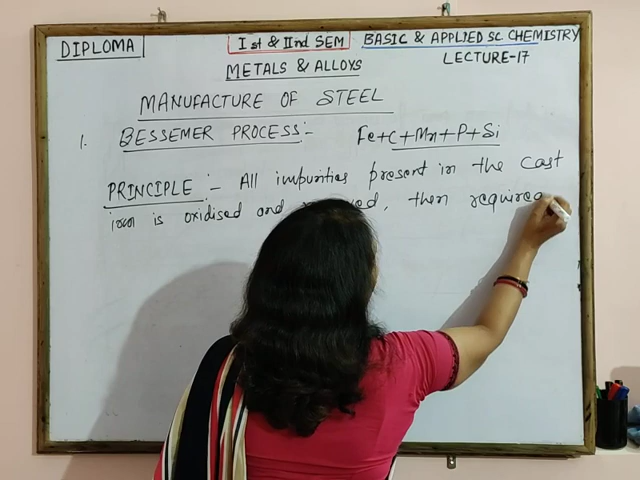 DIPLOMA
Ist & IInd SEM
BASIC & APPLIED SC CHEMISTRY
LECTURE-17
METALS & ALLOYS
MANUFACTURE OF STEEL
1. BESSEMER PROCESS:- Fe+C+Mn+P+Si
PRINCIPLE:- All impurities present in the cast
iron is oxidised and, then required